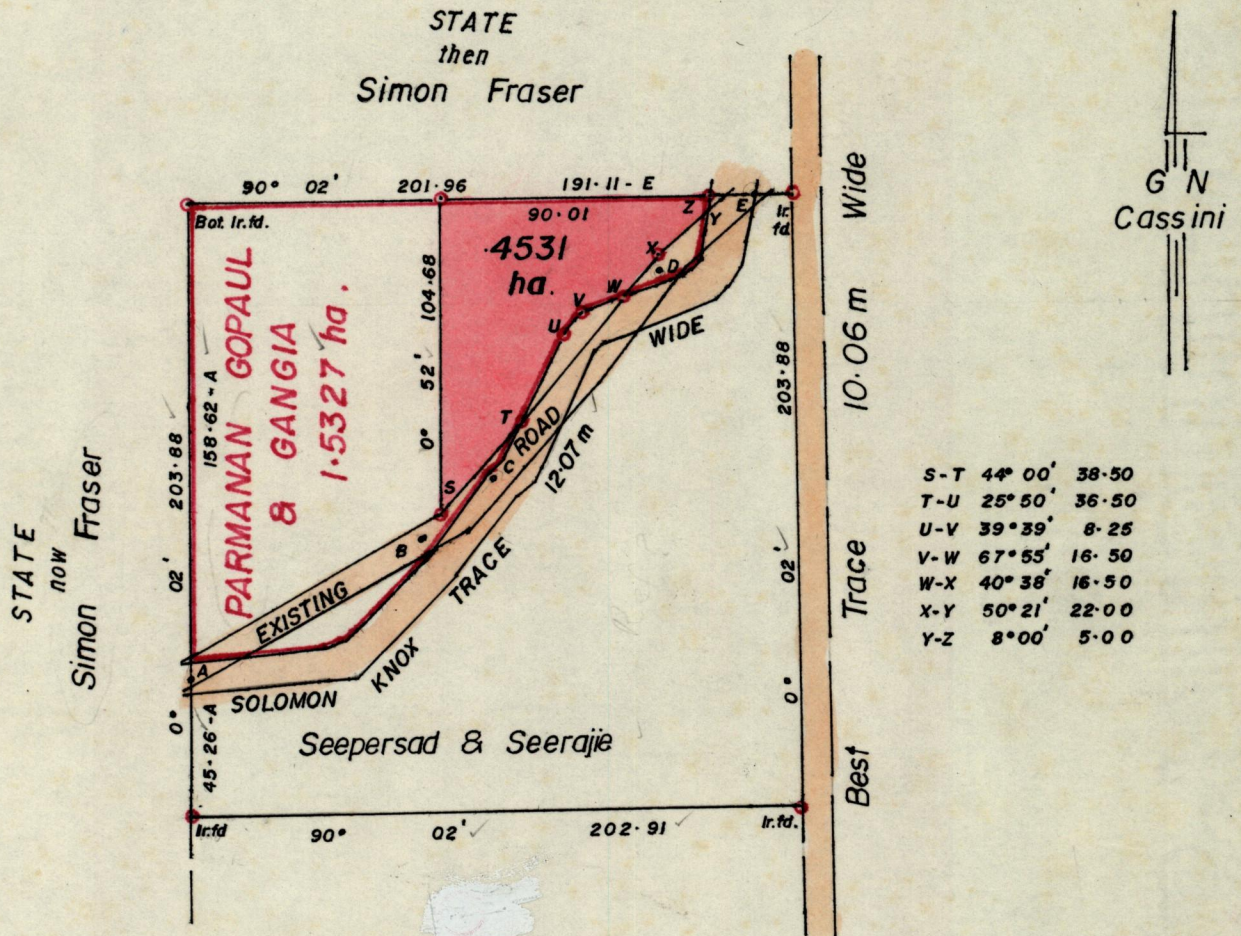 STATE
then
Simon Fraser
G N
Cassini
90° 02' 201·96 191·11-E
Bot. Ir. fd.
90·01
Z
Y
E
Ir. fd
·4531
ha.
X
D
W
V
U
T
S
C
B
A
104·68
52'
0°
PARMANAN GOPAUL
& GANGIA
1·5327 ha.
203·88
158·62-A
02'
0°
45·26-A
STATE
now
Simon Fraser
EXISTING ROAD
SOLOMON KNOX TRACE 12·07 m WIDE
Seepersad & Seerajie
203·88
02'
0°
Best Trace 10·06 m Wide
S-T 44° 00' 38·50
T-U 25° 50' 36·50
U-V 39° 39' 8·25
V-W 67° 55' 16·50
W-X 40° 38' 16·50
X-Y 50° 21' 22·00
Y-Z 8° 00' 5·00
Ir. fd
90° 02' 202·91
Ir. fd.